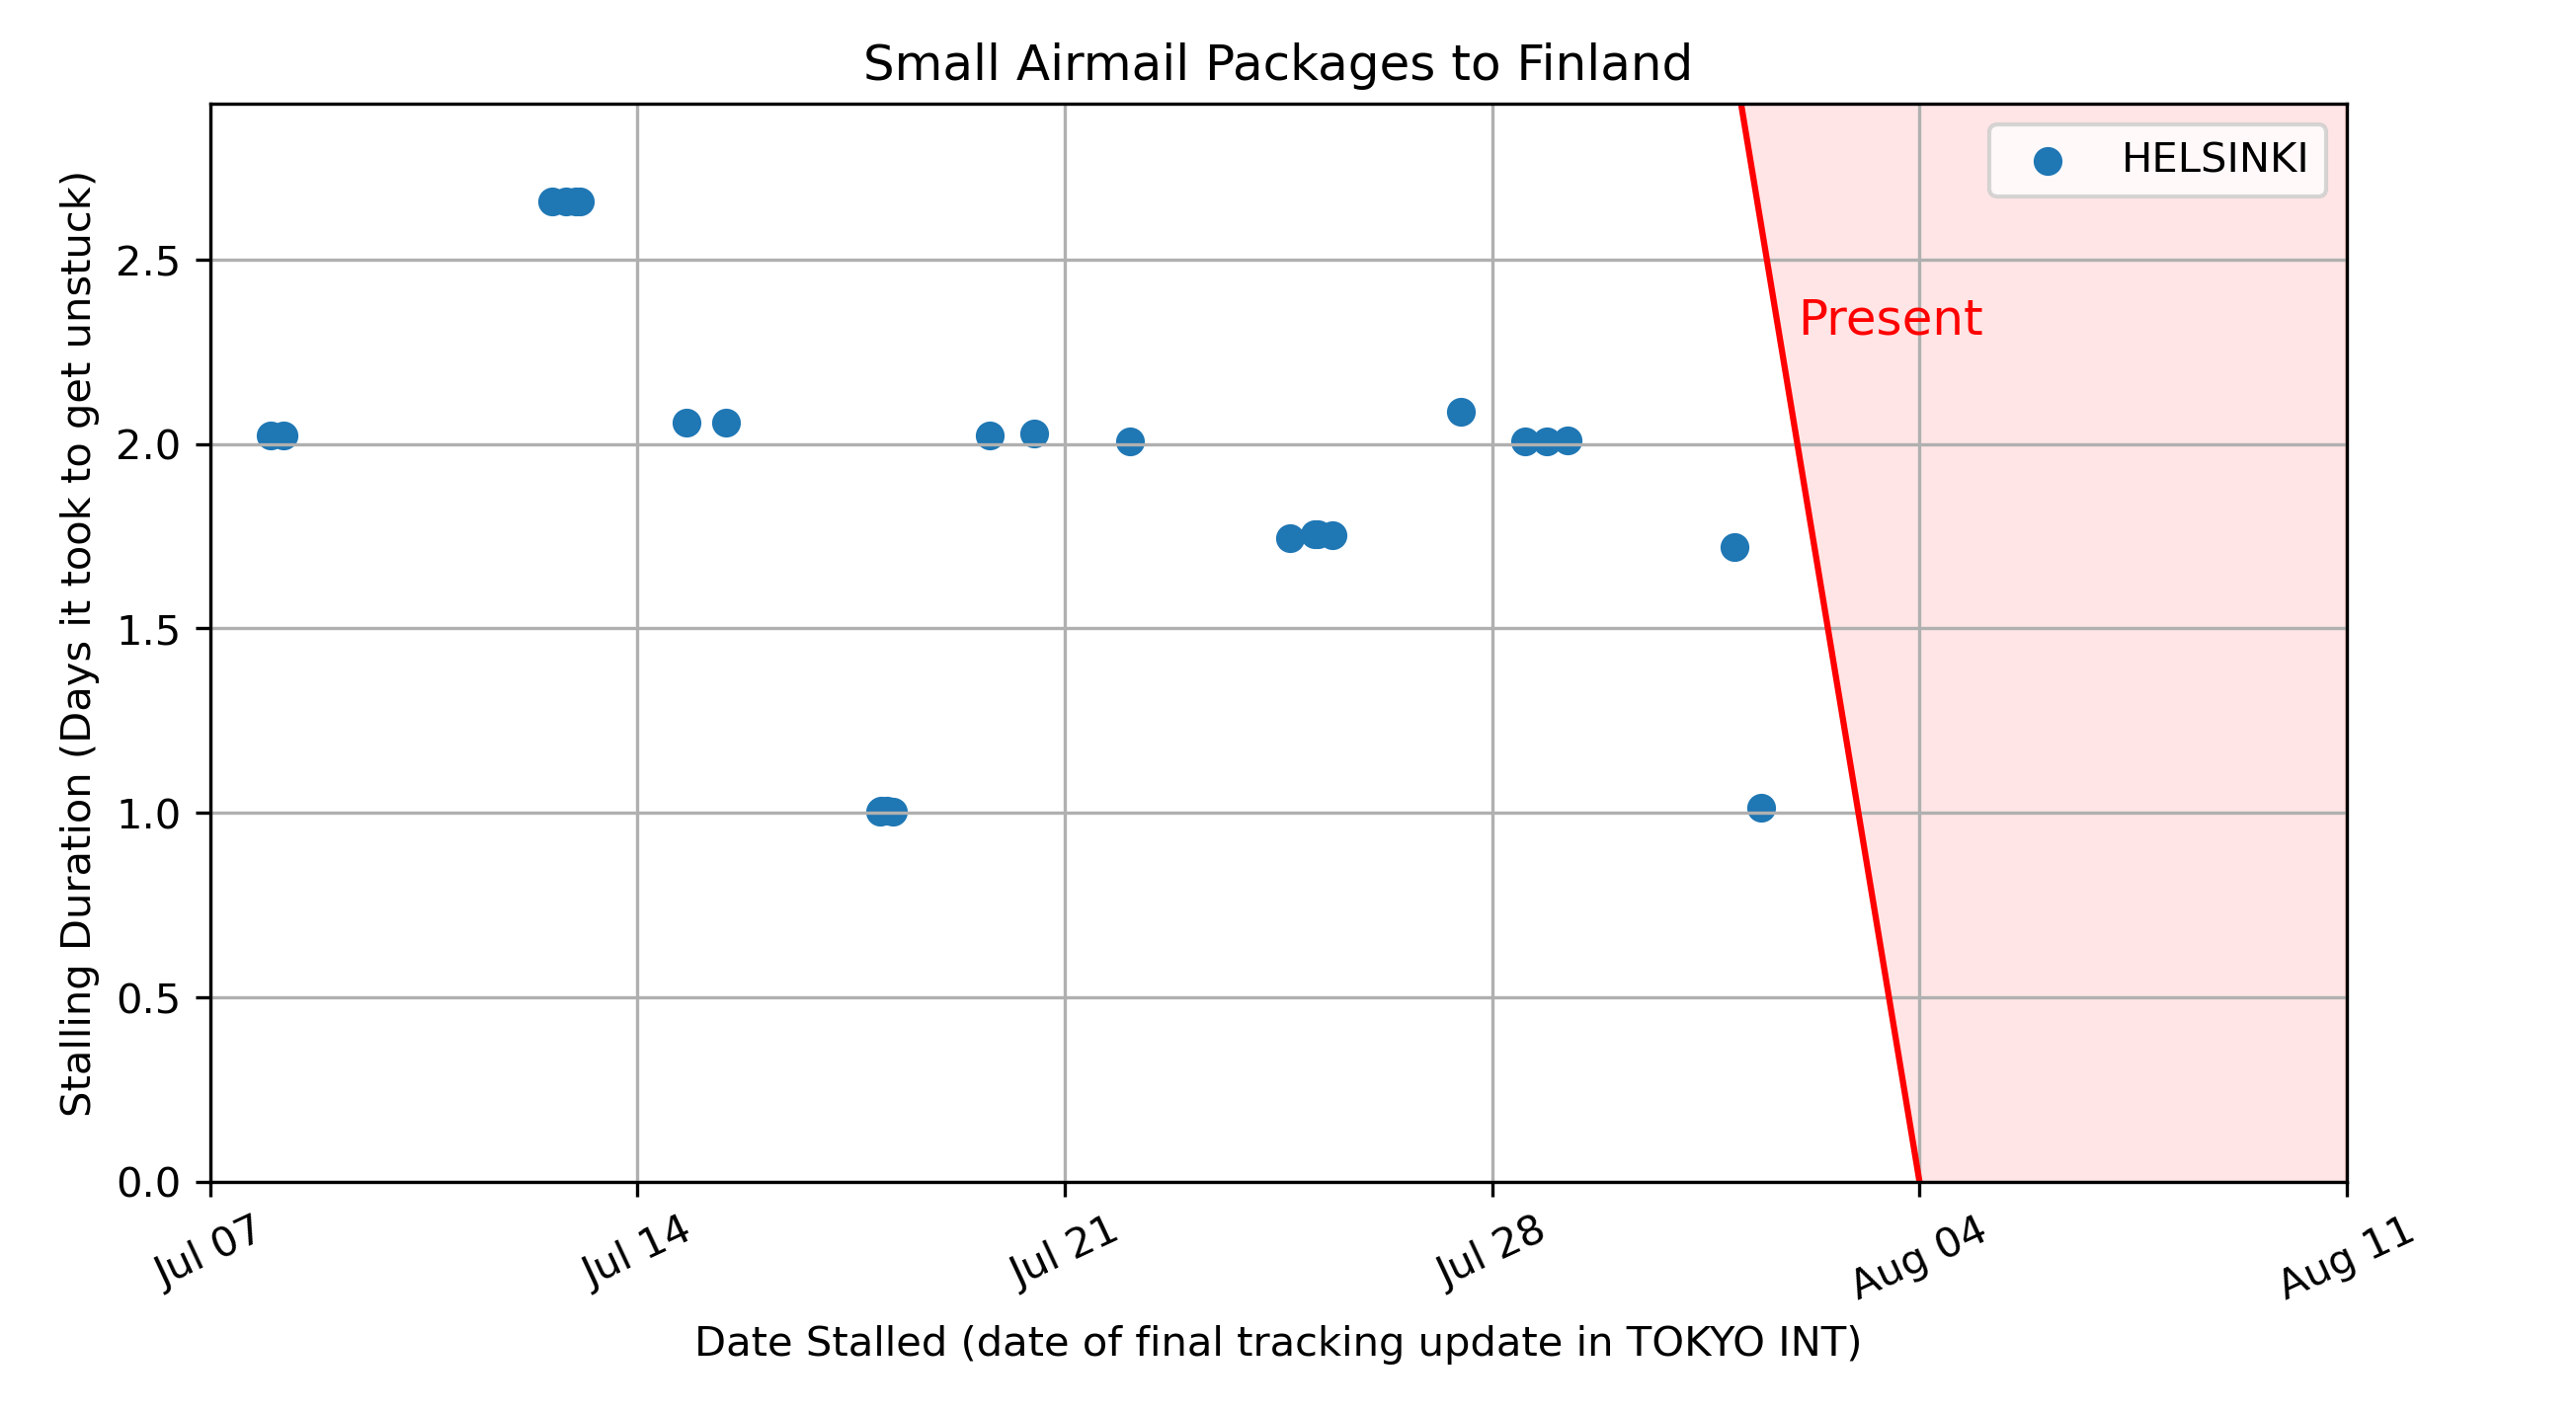 Small Airmail Packages to Finland
HELSINKI
Present
Stalling Duration (Days it took to get unstuck)
2.5
2.0
1.5
1.0
0.5
0.0
Jul 07
Jul 14
Jul 21
Jul 28
Aug 04
Aug 11
Date Stalled (date of final tracking update in TOKYO INT)